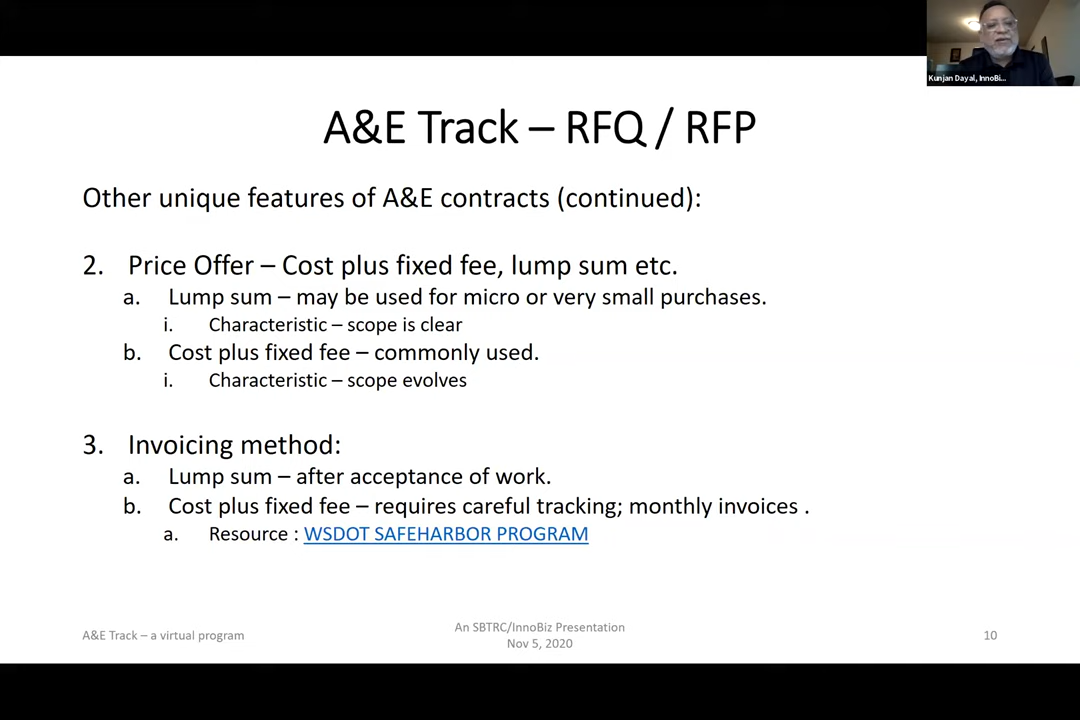 Kunjan Dayal, InnoBi...
A&E Track – RFQ / RFP
Other unique features of A&E contracts (continued):
2. Price Offer – Cost plus fixed fee, lump sum etc.
a. Lump sum – may be used for micro or very small purchases.
i. Characteristic – scope is clear
b. Cost plus fixed fee – commonly used.
i. Characteristic – scope evolves
3. Invoicing method:
a. Lump sum – after acceptance of work.
b. Cost plus fixed fee – requires careful tracking; monthly invoices .
a. Resource : WSDOT SAFEHARBOR PROGRAM
A&E Track – a virtual program
An SBTRC/InnoBiz Presentation
Nov 5, 2020
10